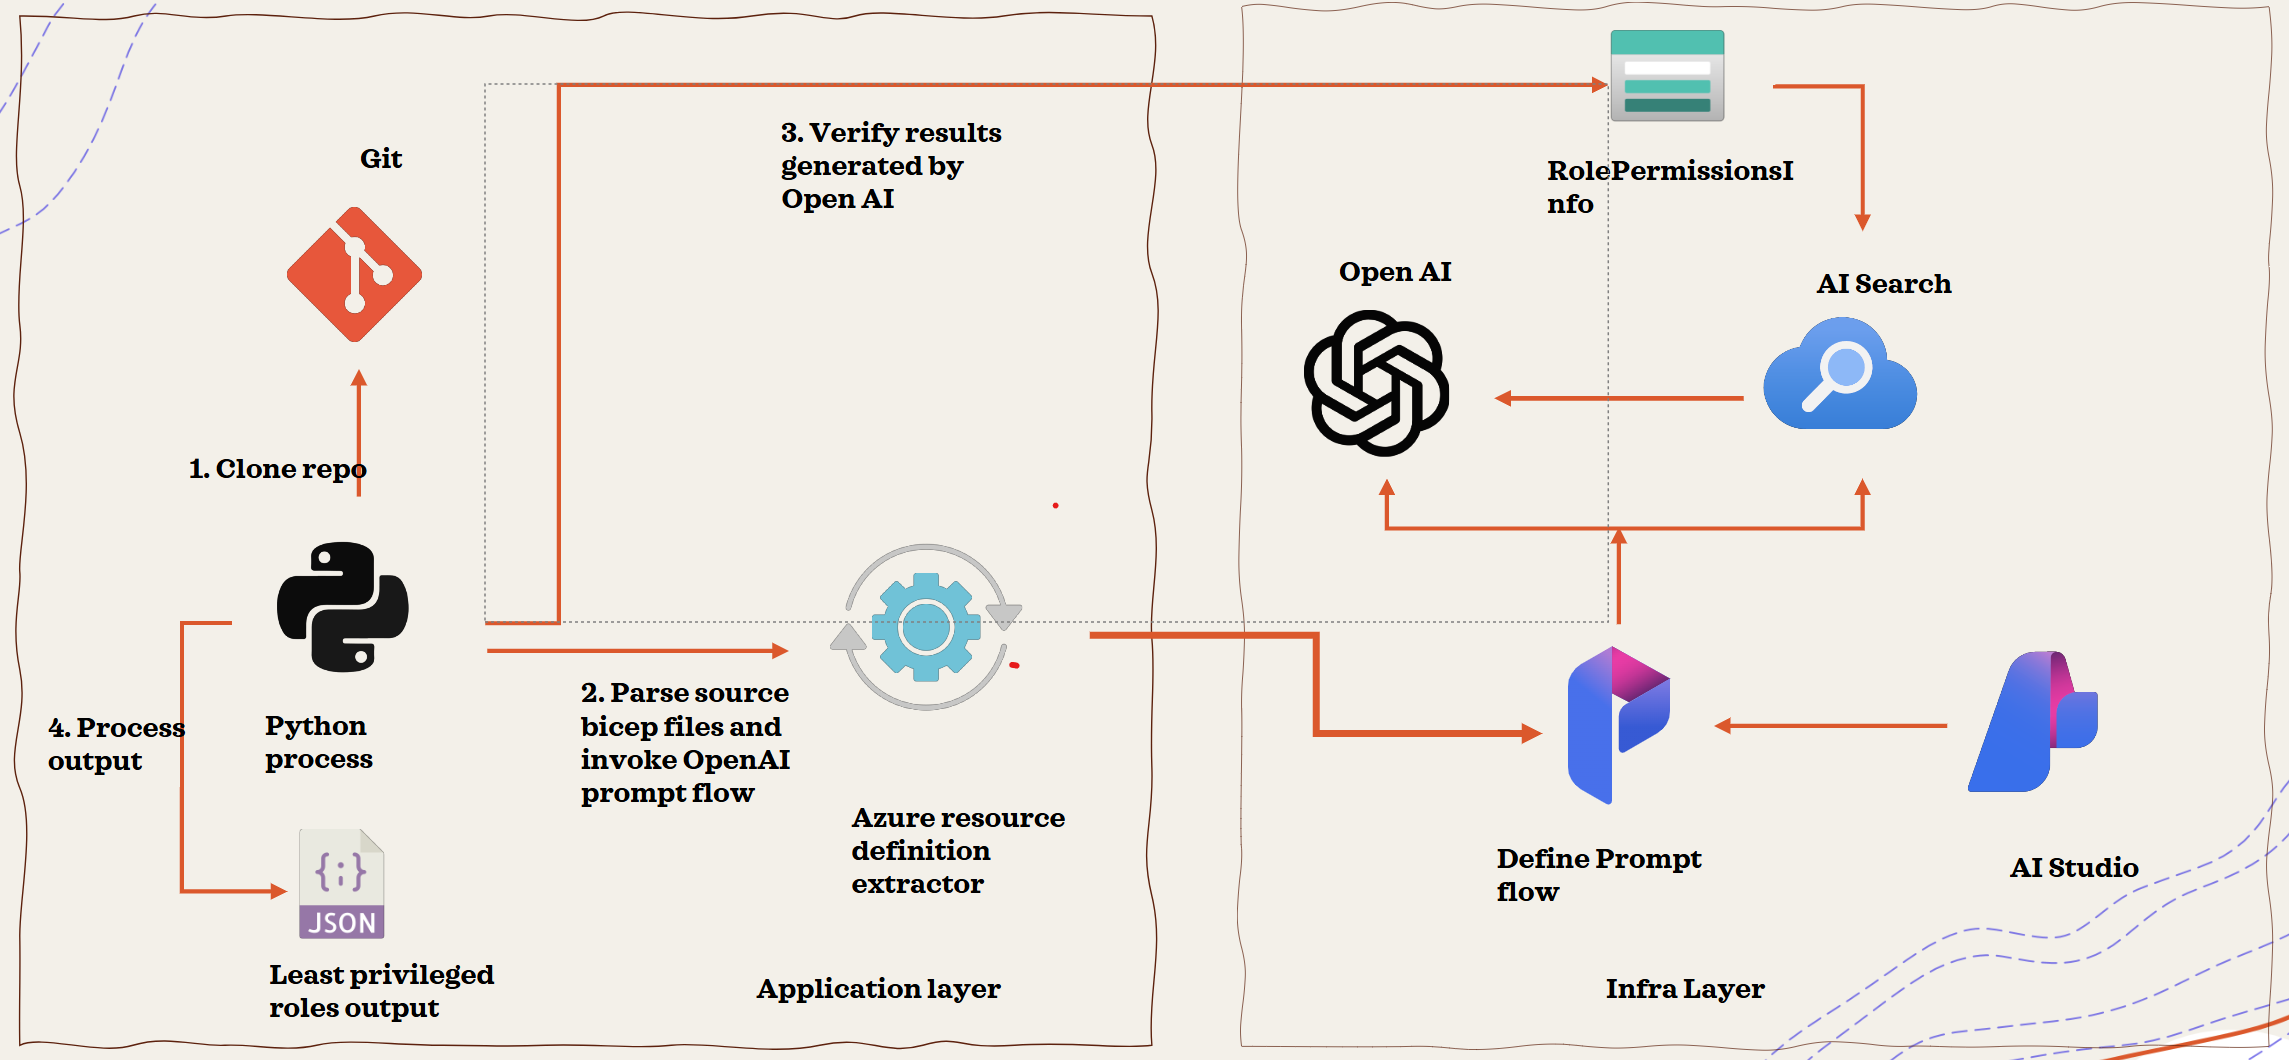 Git
1. Clone repo
Python
process
4. Process
output
JSON
Least privileged
roles output
3. Verify results
generated by
Open AI
2. Parse source
bicep files and
invoke OpenAI
prompt flow
Azure resource
definition
extractor
Application layer
RolePermissionsI
nfo
Open AI
AI Search
Define Prompt
flow
AI Studio
Infra Layer